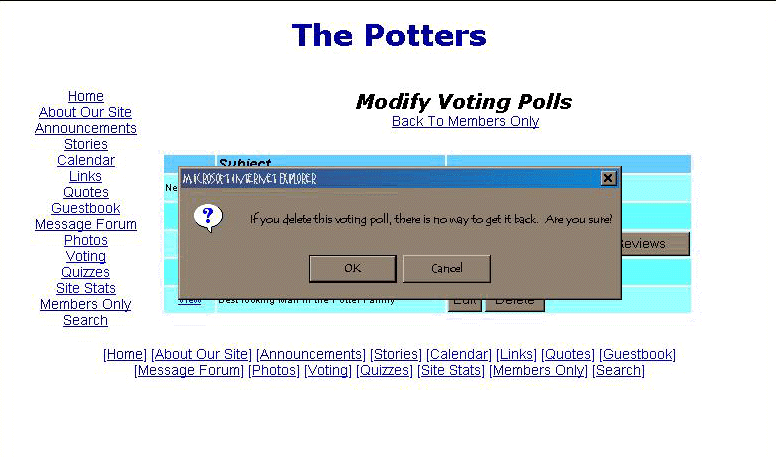 The Potters
Home
About Our Site
Announcements
Stories
Calendar
Links
Quotes
Guestbook
Message Forum
Photos
Voting
Quizzes
Site Stats
Members Only
Search
Modify Voting Polls
Back To Members Only
Subject
MICROSOFT INTERNET EXPLORER
If you delete this voting poll, there is no way to get it back. Are you sure?
OK Cancel
View Best looking Man in the Potter Family Edit Delete
[Home] [About Our Site] [Announcements] [Stories] [Calendar] [Links] [Quotes] [Guestbook]
[Message Forum] [Photos] [Voting] [Quizzes] [Site Stats] [Members Only] [Search]